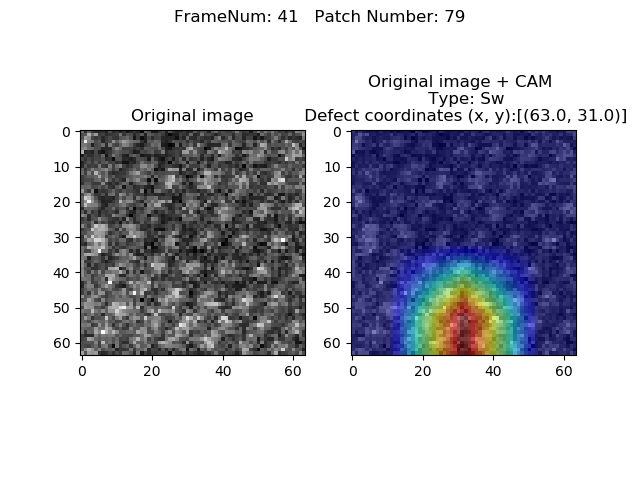 FrameNum: 41   Patch Number: 79
Original image
Original image + CAM
Type: Sw
Defect coordinates (x, y):[(63.0, 31.0)]
0
10
20
30
40
50
60
0 20 40 60
0
10
20
30
40
50
60
0 20 40 60